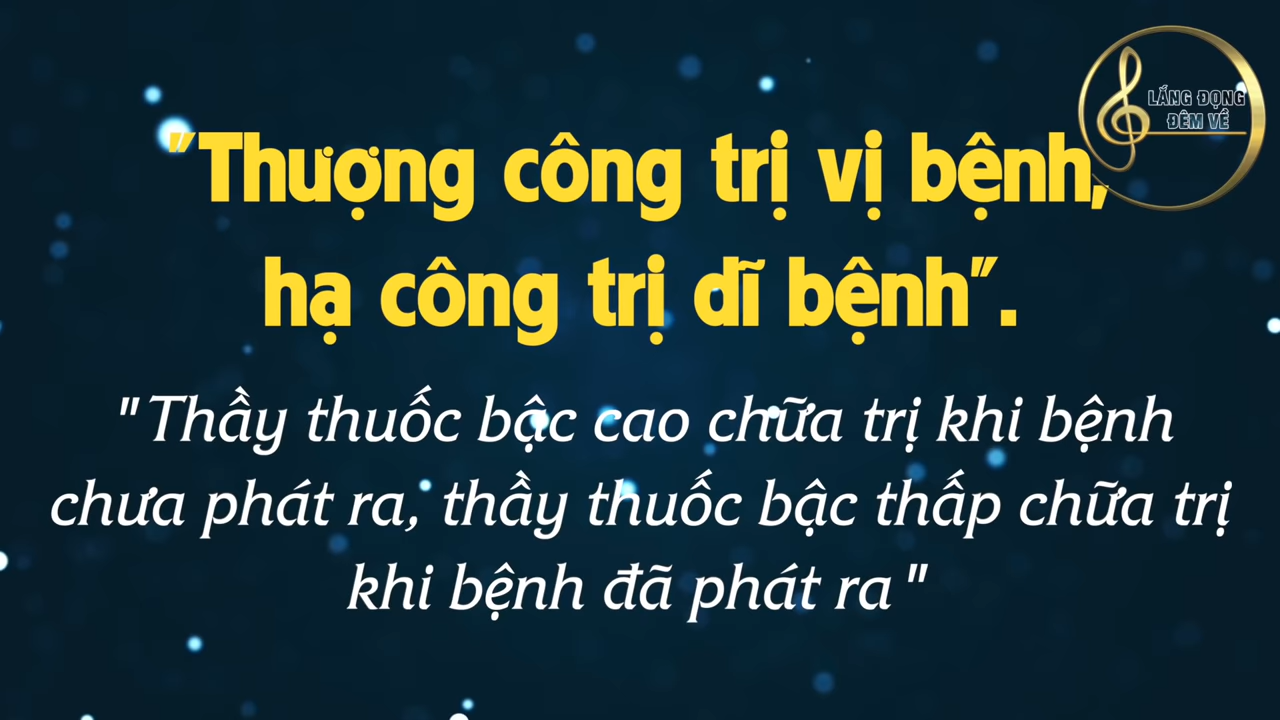 LẮNG ĐỌNG
ĐÊM VỀ
"Thượng công trị vị bệnh,
hạ công trị dĩ bệnh".
"Thầy thuốc bậc cao chữa trị khi bệnh
chưa phát ra, thầy thuốc bậc thấp chữa trị
khi bệnh đã phát ra"